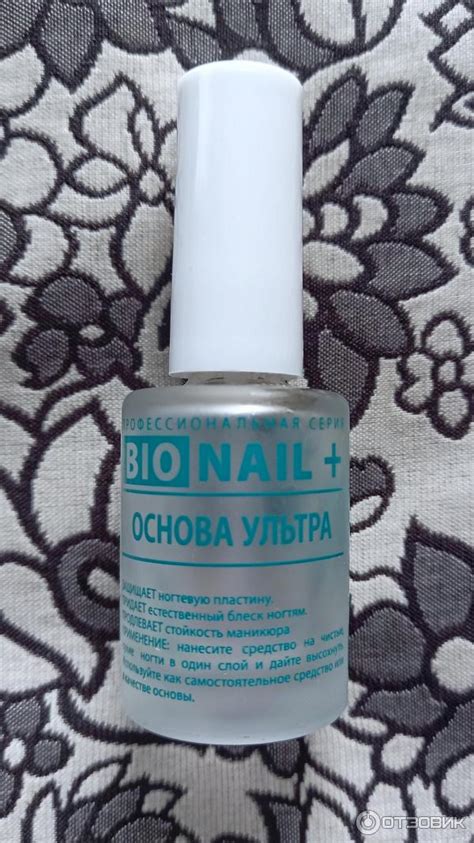 ПРОФЕССИОНАЛЬНАЯ СЕРИЯ
BIO NAIL +
ОСНОВА УЛЬТРА
ЗАЩИЩАЕТ ногтевую пластину.
ПРИДАЕТ естественный блеск ногтям.
ПРОДЛЕВАЕТ стойкость маникюра
ПРИМЕНЕНИЕ: нанесите средство на чистые,
сухие ногти в один слой и дайте высохнуть
Используйте как самостоятельное средство или
в качестве основы.
ОТЗОВИК